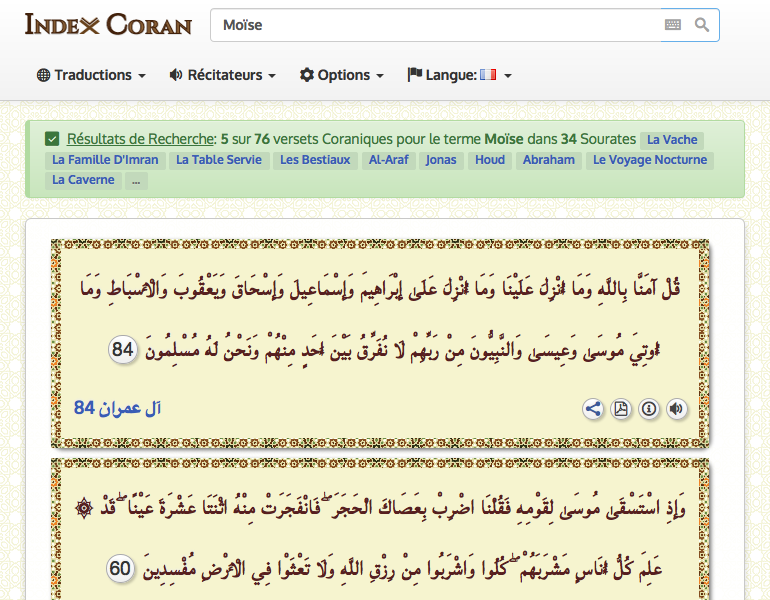 INDEX CORAN
Moïse
Traductions Récitateurs Options Langue:
Résultats de Recherche: 5 sur 76 versets Coraniques pour le terme Moïse dans 34 Sourates La Vache
La Famille D'Imran La Table Servie Les Bestiaux Al-Araf Jonas Houd Abraham Le Voyage Nocturne
La Caverne ...
قُلْ آمَنَّا بِاللَّهِ وَمَا أُنْزِلَ عَلَيْنَا وَمَا أُنْزِلَ عَلَىٰ إِبْرَاهِيمَ وَإِسْمَاعِيلَ وَإِسْحَاقَ وَيَعْقُوبَ وَالْأَسْبَاطِ وَمَا
أُوتِيَ مُوسَىٰ وَعِيسَىٰ وَالنَّبِيُّونَ مِنْ رَبِّهِمْ لَا نُفَرِّقُ بَيْنَ أَحَدٍ مِنْهُمْ وَنَحْنُ لَهُ مُسْلِمُونَ 84
آل عمران 84
وَإِذِ اسْتَسْقَىٰ مُوسَىٰ لِقَوْمِهِ فَقُلْنَا اضْرِبْ بِعَصَاكَ الْحَجَرَ ۖ فَانْفَجَرَتْ مِنْهُ اثْنَتَا عَشْرَةَ عَيْنًا ۖ قَدْ ۞
عَلِمَ كُلُّ أُنَاسٍ مَشْرَبَهُمْ ۖ كُلُوا وَاشْرَبُوا مِنْ رِزْقِ اللَّهِ وَلَا تَعْثَوْا فِي الْأَرْضِ مُفْسِدِينَ 60